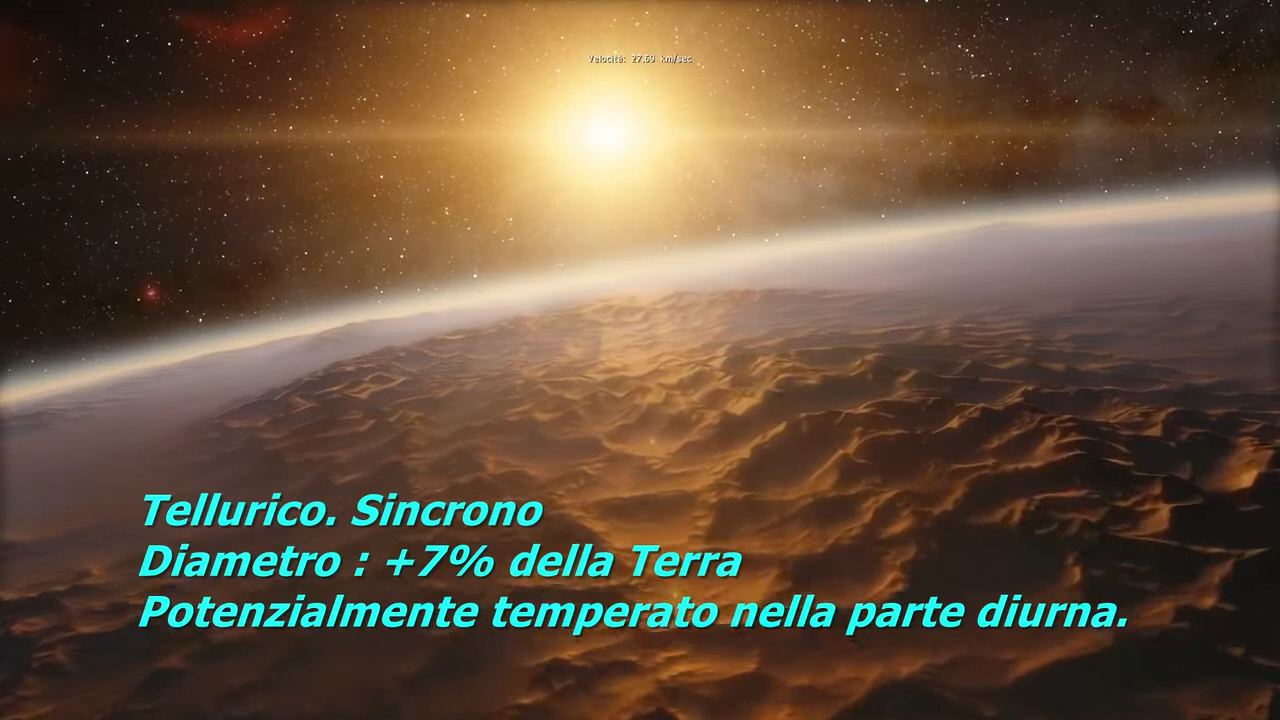 Velocità: 27.69 km/sec
Tellurico. Sincrono
Diametro : +7% della Terra
Potenzialmente temperato nella parte diurna.